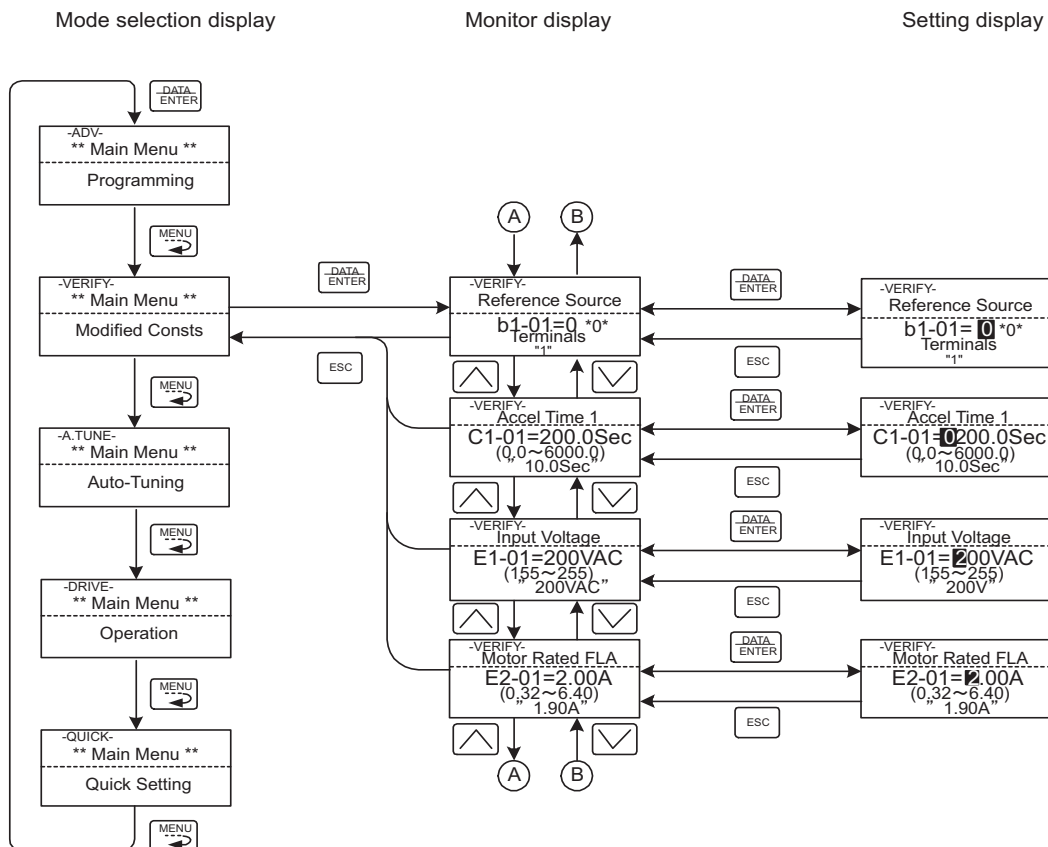 Mode selection display
Monitor display
Setting display
DATA
ENTER
-ADV-
** Main Menu **
Programming
MENU
-VERIFY-
** Main Menu **
Modified Consts
MENU
-A.TUNE-
** Main Menu **
Auto-Tuning
MENU
-DRIVE-
** Main Menu **
Operation
MENU
-QUICK-
** Main Menu **
Quick Setting
MENU
DATA
ENTER
ESC
A
B
-VERIFY-
Reference Source
b1-01=0 *0*
Terminals
"1"
-VERIFY-
Accel Time 1
C1-01=200.0Sec
(0.0~6000.0)
” 10.0Sec”
-VERIFY-
Input Voltage
E1-01=200VAC
(155~255)
” 200VAC”
-VERIFY-
Motor Rated FLA
E2-01=2.00A
(0.32~6.40)
” 1.90A”
A
B
DATA
ENTER
ESC
DATA
ENTER
ESC
DATA
ENTER
ESC
DATA
ENTER
ESC
-VERIFY-
Reference Source
b1-01= 0 *0*
Terminals
"1"
-VERIFY-
Accel Time 1
C1-01=0200.0Sec
(0.0~6000.0)
” 10.0Sec”
-VERIFY-
Input Voltage
E1-01=200VAC
(155~255)
” 200V”
-VERIFY-
Motor Rated FLA
E2-01=2.00A
(0.32~6.40)
” 1.90A”